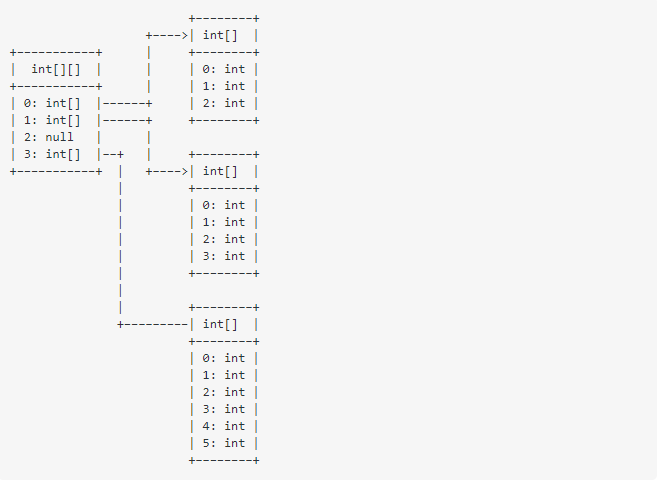 +--------+
                   +---->| int[]  |
+-----------+      |     +--------+
|  int[][]  |      |     | 0: int |
+-----------+      |     | 1: int |
| 0: int[]  |------+     | 2: int |
| 1: int[]  |------+     +--------+
| 2: null   |      |
| 3: int[]  |--+   |     +--------+
+-----------+  |   +---->| int[]  |
               |         +--------+
               |         | 0: int |
               |         | 1: int |
               |         | 2: int |
               |         | 3: int |
               |         +--------+
               |
               |         +--------+
               +---------| int[]  |
                         +--------+
                         | 0: int |
                         | 1: int |
                         | 2: int |
                         | 3: int |
                         | 4: int |
                         | 5: int |
                         +--------+